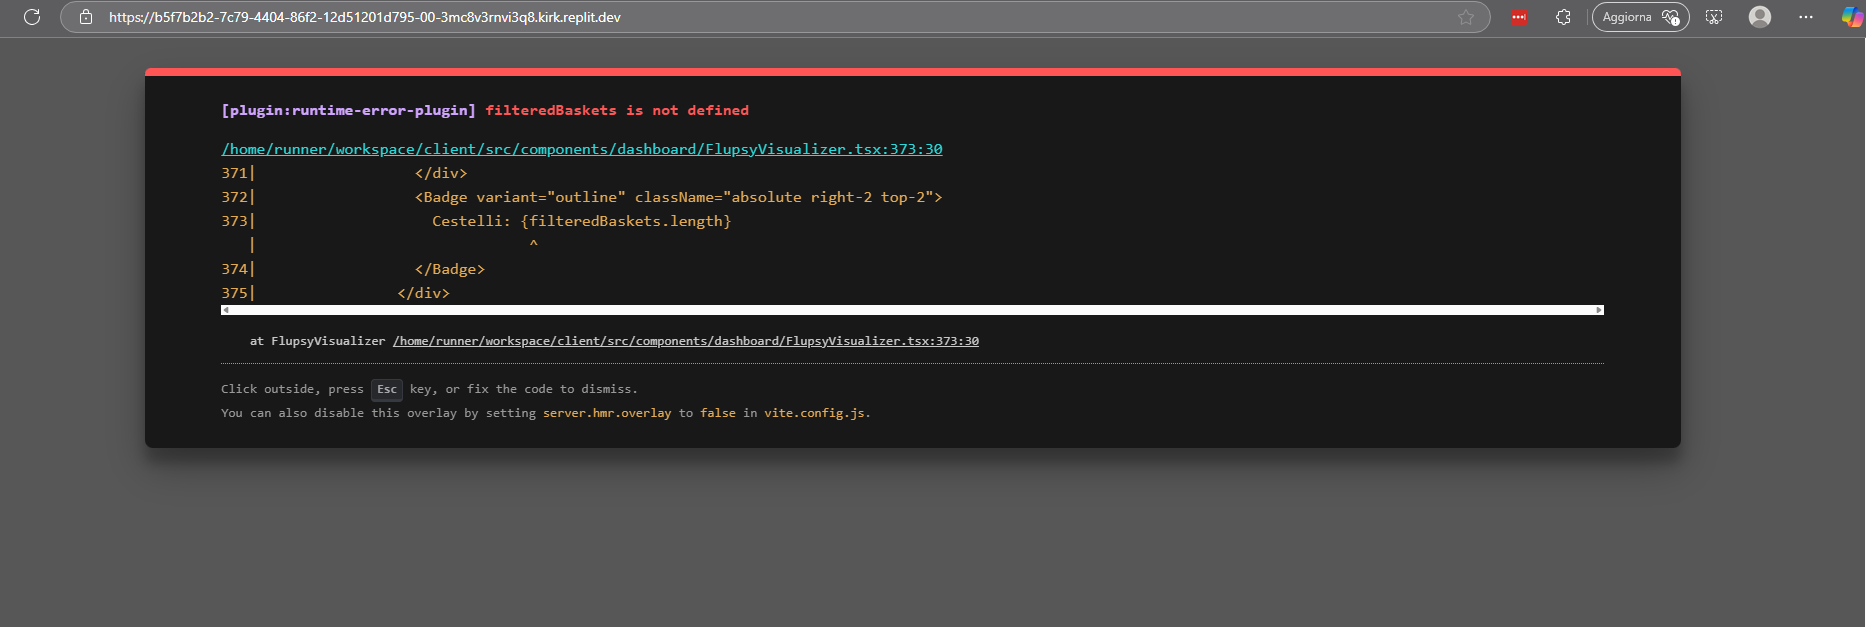 https://b5f7b2b2-7c79-4404-86f2-12d51201d795-00-3mc8v3rnvi3q8.kirk.replit.dev
Aggiorna
[plugin:runtime-error-plugin] filteredBaskets is not defined
/home/runner/workspace/client/src/components/dashboard/FlupsyVisualizer.tsx:373:30
371|                  </div>
372|                  <Badge variant="outline" className="absolute right-2 top-2">
373|                    Cestelli: {filteredBaskets.length}
   |                               ^
374|                  </Badge>
375|                </div>
at FlupsyVisualizer /home/runner/workspace/client/src/components/dashboard/FlupsyVisualizer.tsx:373:30
Click outside, press Esc key, or fix the code to dismiss.
You can also disable this overlay by setting server.hmr.overlay to false in vite.config.js.